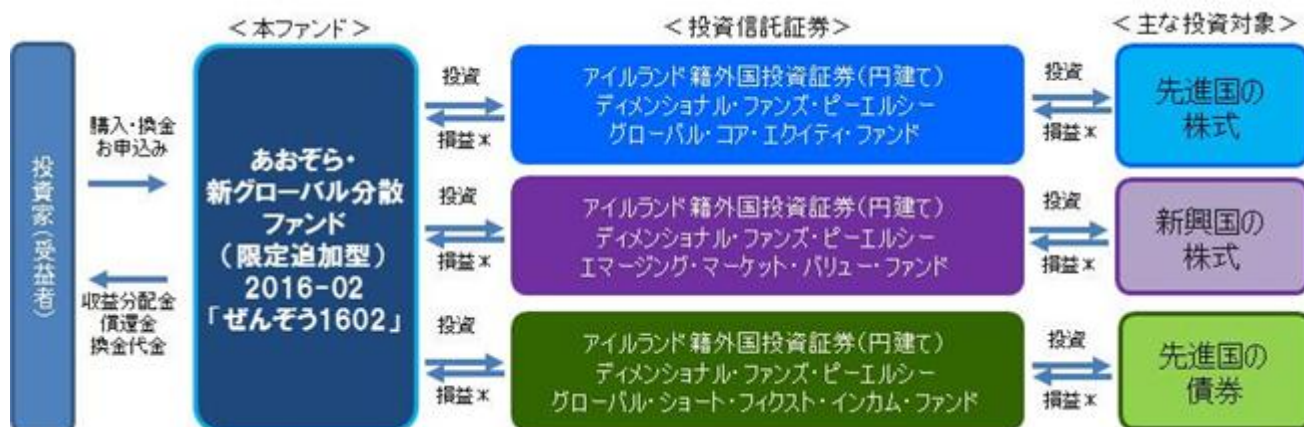 ＜本ファンド＞
＜投資信託証券＞
＜主な投資対象＞
投資家(受益者)
購入・換金
お申込み
収益分配金
償還金
換金代金
あおぞら・
新グローバル分散
ファンド
(限定追加型)
2016-02
「ぜんぞう1602」
投資
損益＊
アイルランド籍外国投資証券(円建て)
ディメンショナル・ファンズ・ピーエルシー
グローバル・コア・エクイティ・ファンド
投資
損益＊
先進国の
株式
投資
損益＊
アイルランド籍外国投資証券(円建て)
ディメンショナル・ファンズ・ピーエルシー
エマージング・マーケット・バリュー・ファンド
投資
損益＊
新興国の
株式
投資
損益＊
アイルランド籍外国投資証券(円建て)
ディメンショナル・ファンズ・ピーエルシー
グローバル・ショート・フィクスト・インカム・ファンド
投資
損益＊
先進国の
債券